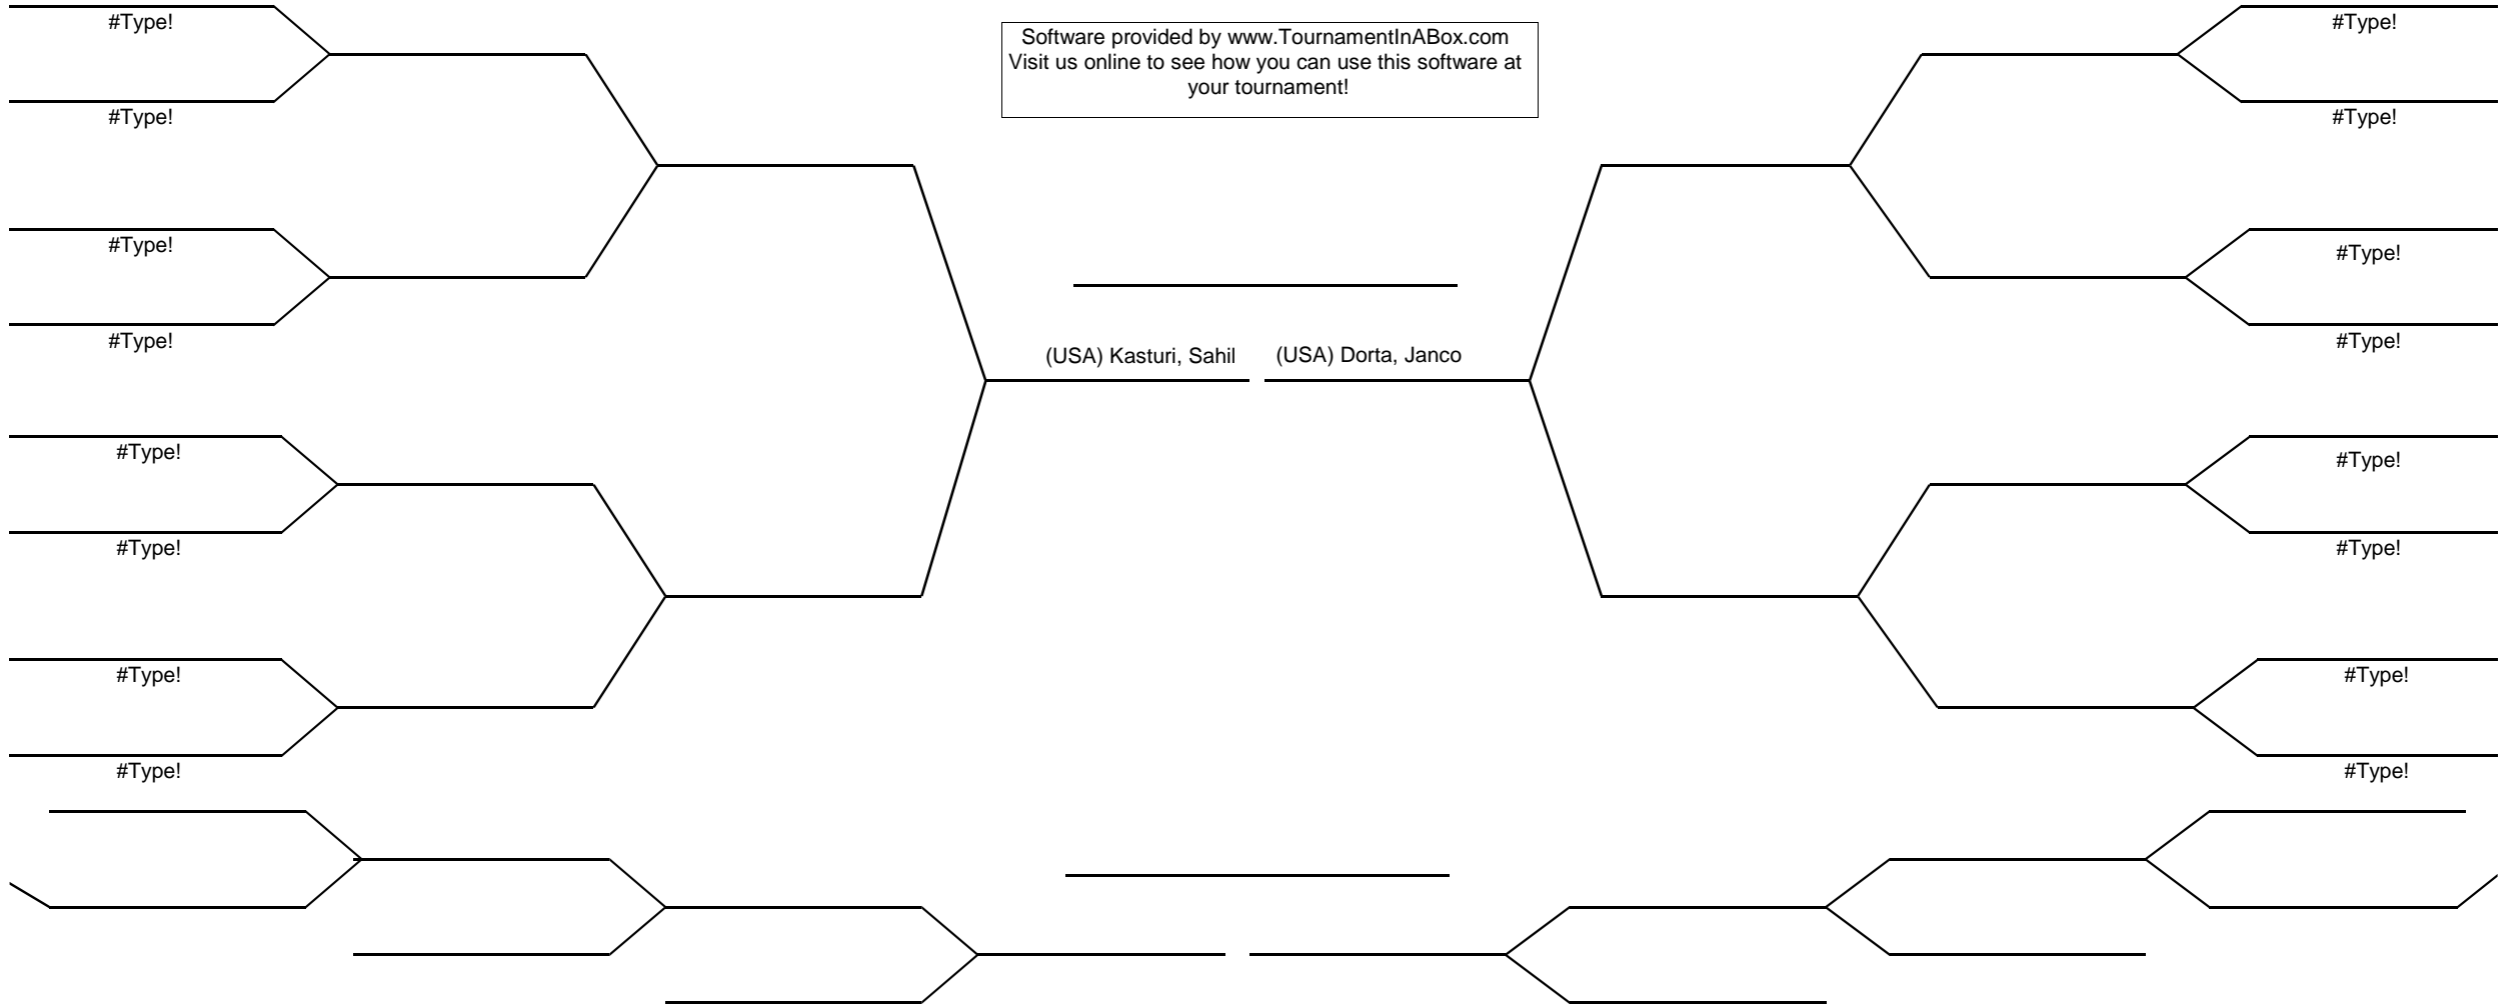 #Type!
#Type!
Software provided by www.TournamentInABox.com
Visit us online to see how you can use this software at
your tournament!
#Type!
#Type!
#Type!
#Type!
#Type!
#Type!
(USA) Kasturi, Sahil
(USA) Dorta, Janco
#Type!
#Type!
#Type!
#Type!
#Type!
#Type!
#Type!
#Type!